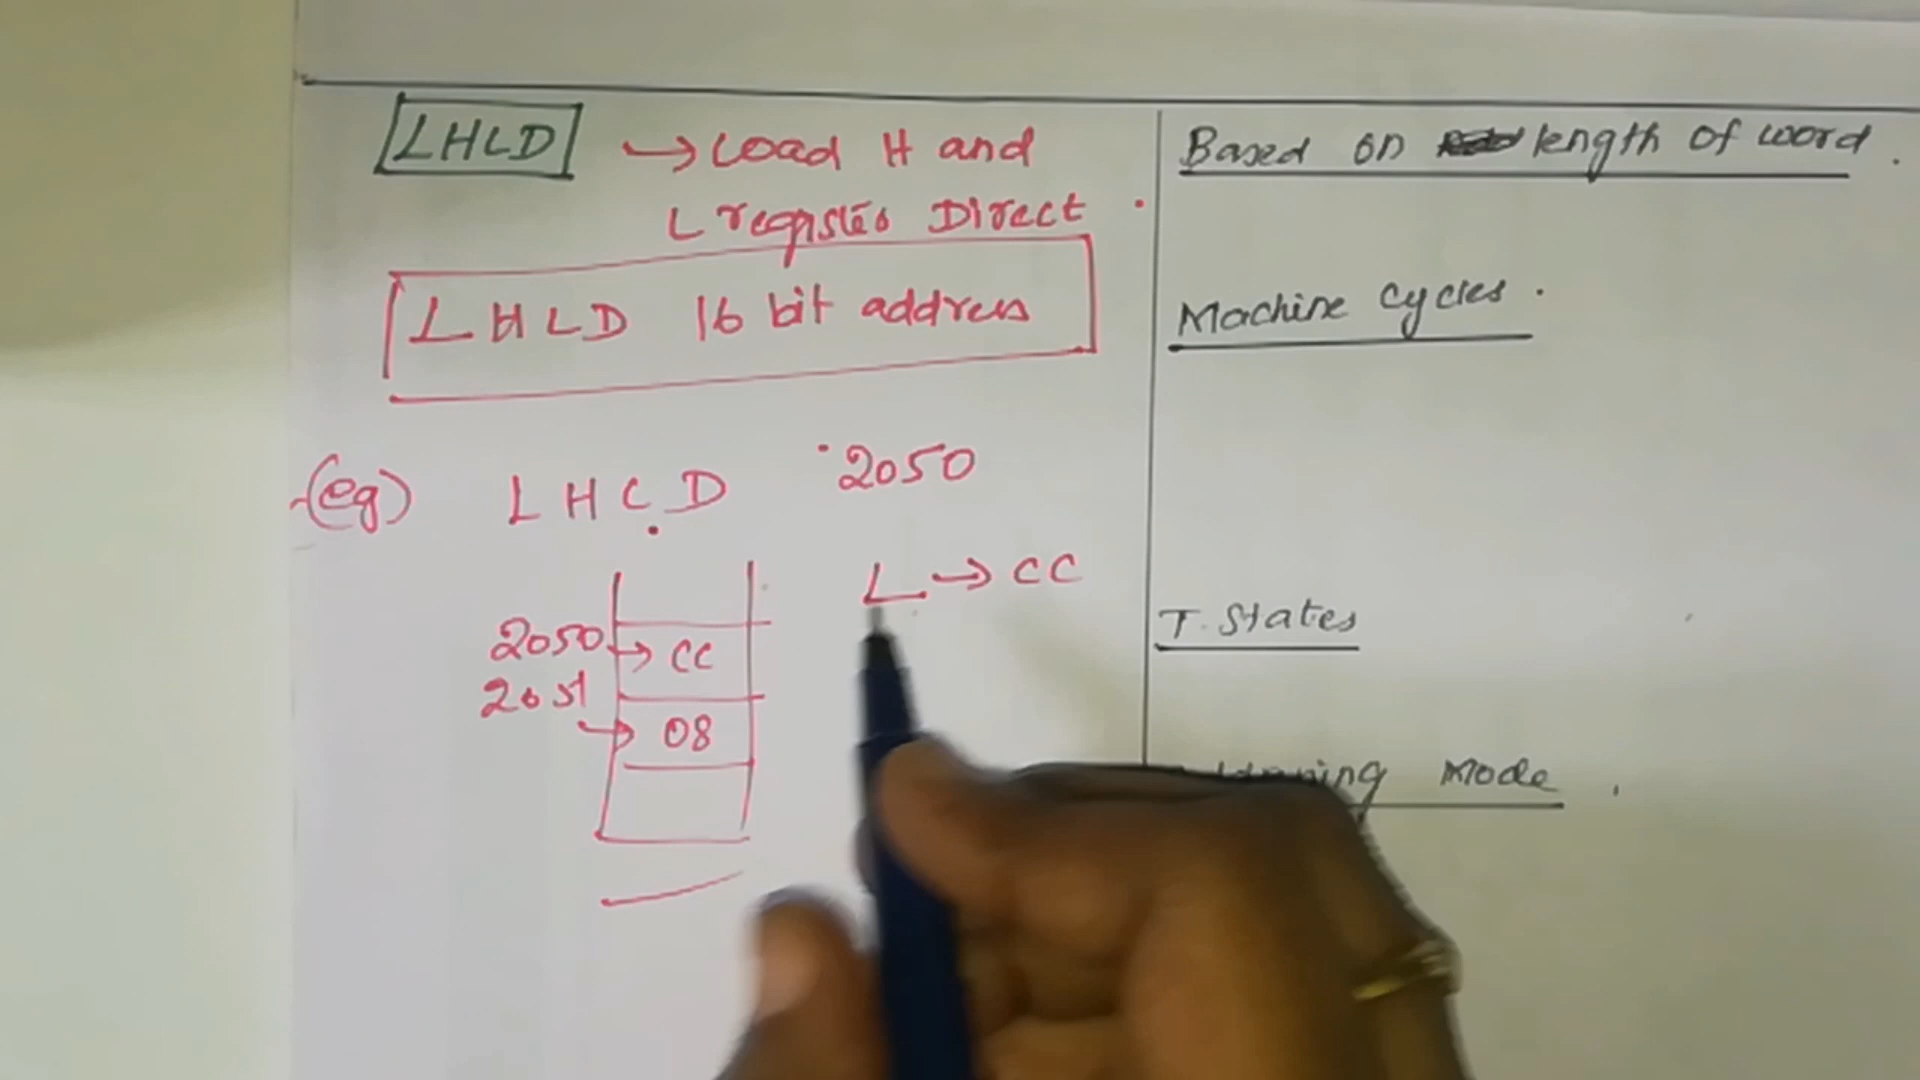 LHLD → Load H and
L register Direct.
LHLD 16 bit address
(eg) LHLD 2050
L → CC
2050 → CC
2051 → 08
Based on length of word.
Machine Cycles.
T. States
Mode.